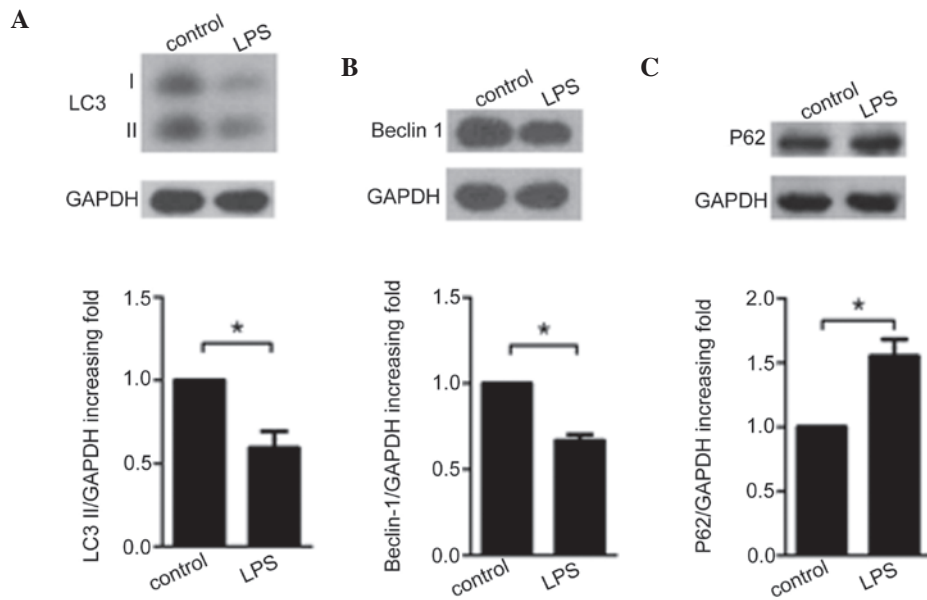 A
control LPS
LC3
I
II
GAPDH
LC3 II/GAPDH increasing fold
1.5
1.0
0.5
0.0
*
control LPS
B
control LPS
Beclin 1
GAPDH
Beclin-1/GAPDH increasing fold
1.5
1.0
0.5
0.0
*
control LPS
C
control LPS
P62
GAPDH
P62/GAPDH increasing fold
2.0
1.5
1.0
0.5
0.0
*
control LPS